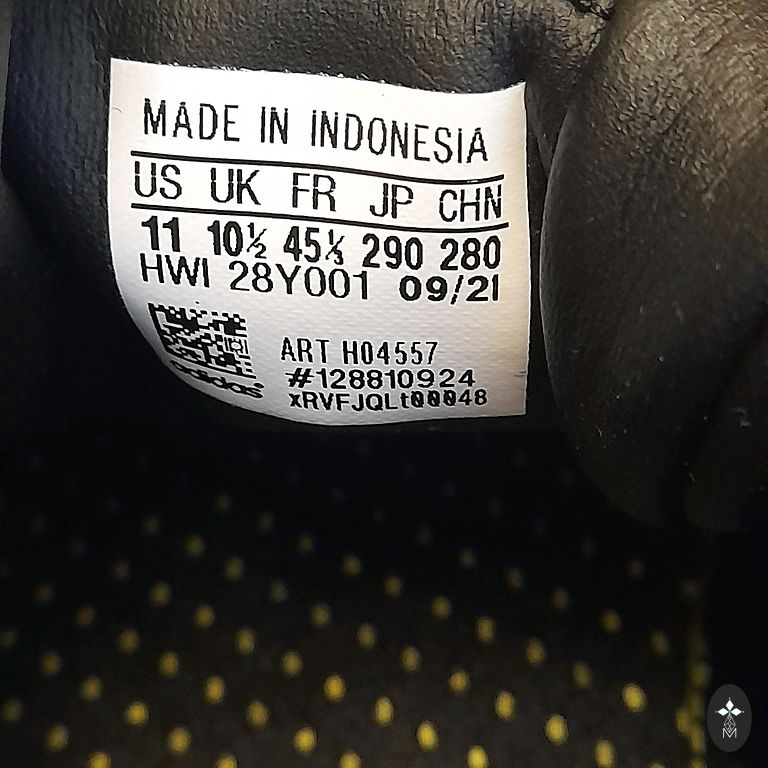 MADE IN INDONESIA
US UK FR JP CHN
11 10½ 45⅓ 290 280
HWI 28Y001 09/21
ART H04557
#128810924
adidas
xRVFJQLt00048
M